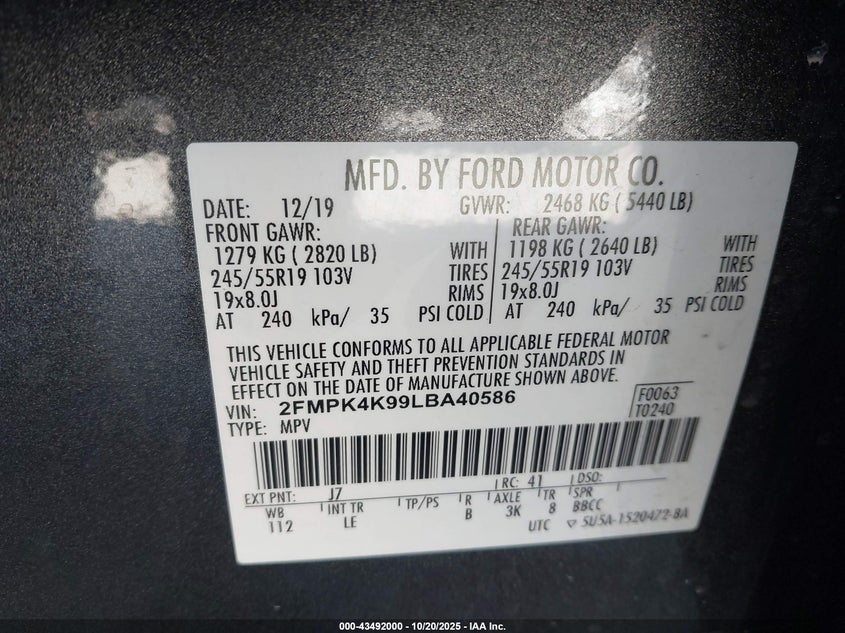 MFD. BY FORD MOTOR CO.
DATE: 12/19 GVWR: 2468 KG ( 5440 LB)
FRONT GAWR: REAR GAWR:
1279 KG ( 2820 LB) WITH 1198 KG ( 2640 LB) WITH
245/55R19 103V TIRES 245/55R19 103V TIRES
19x8.0J RIMS 19x8.0J RIMS
AT 240 kPa/ 35 PSI COLD AT 240 kPa/ 35 PSI COLD
THIS VEHICLE CONFORMS TO ALL APPLICABLE FEDERAL MOTOR
VEHICLE SAFETY AND THEFT PREVENTION STANDARDS IN
EFFECT ON THE DATE OF MANUFACTURE SHOWN ABOVE.
VIN: 2FMPK4K99LBA40586 F0063
TYPE: MPV T0240
EXT PNT: J7 RC: 41 DSO:
WB INT TR TP/PS R AXLE TR SPR
112 LE B 3K 8 BBCC
UTC ▽ 5U5A-1520472-BA
000-43492000 - 10/20/2025 - IAA Inc.